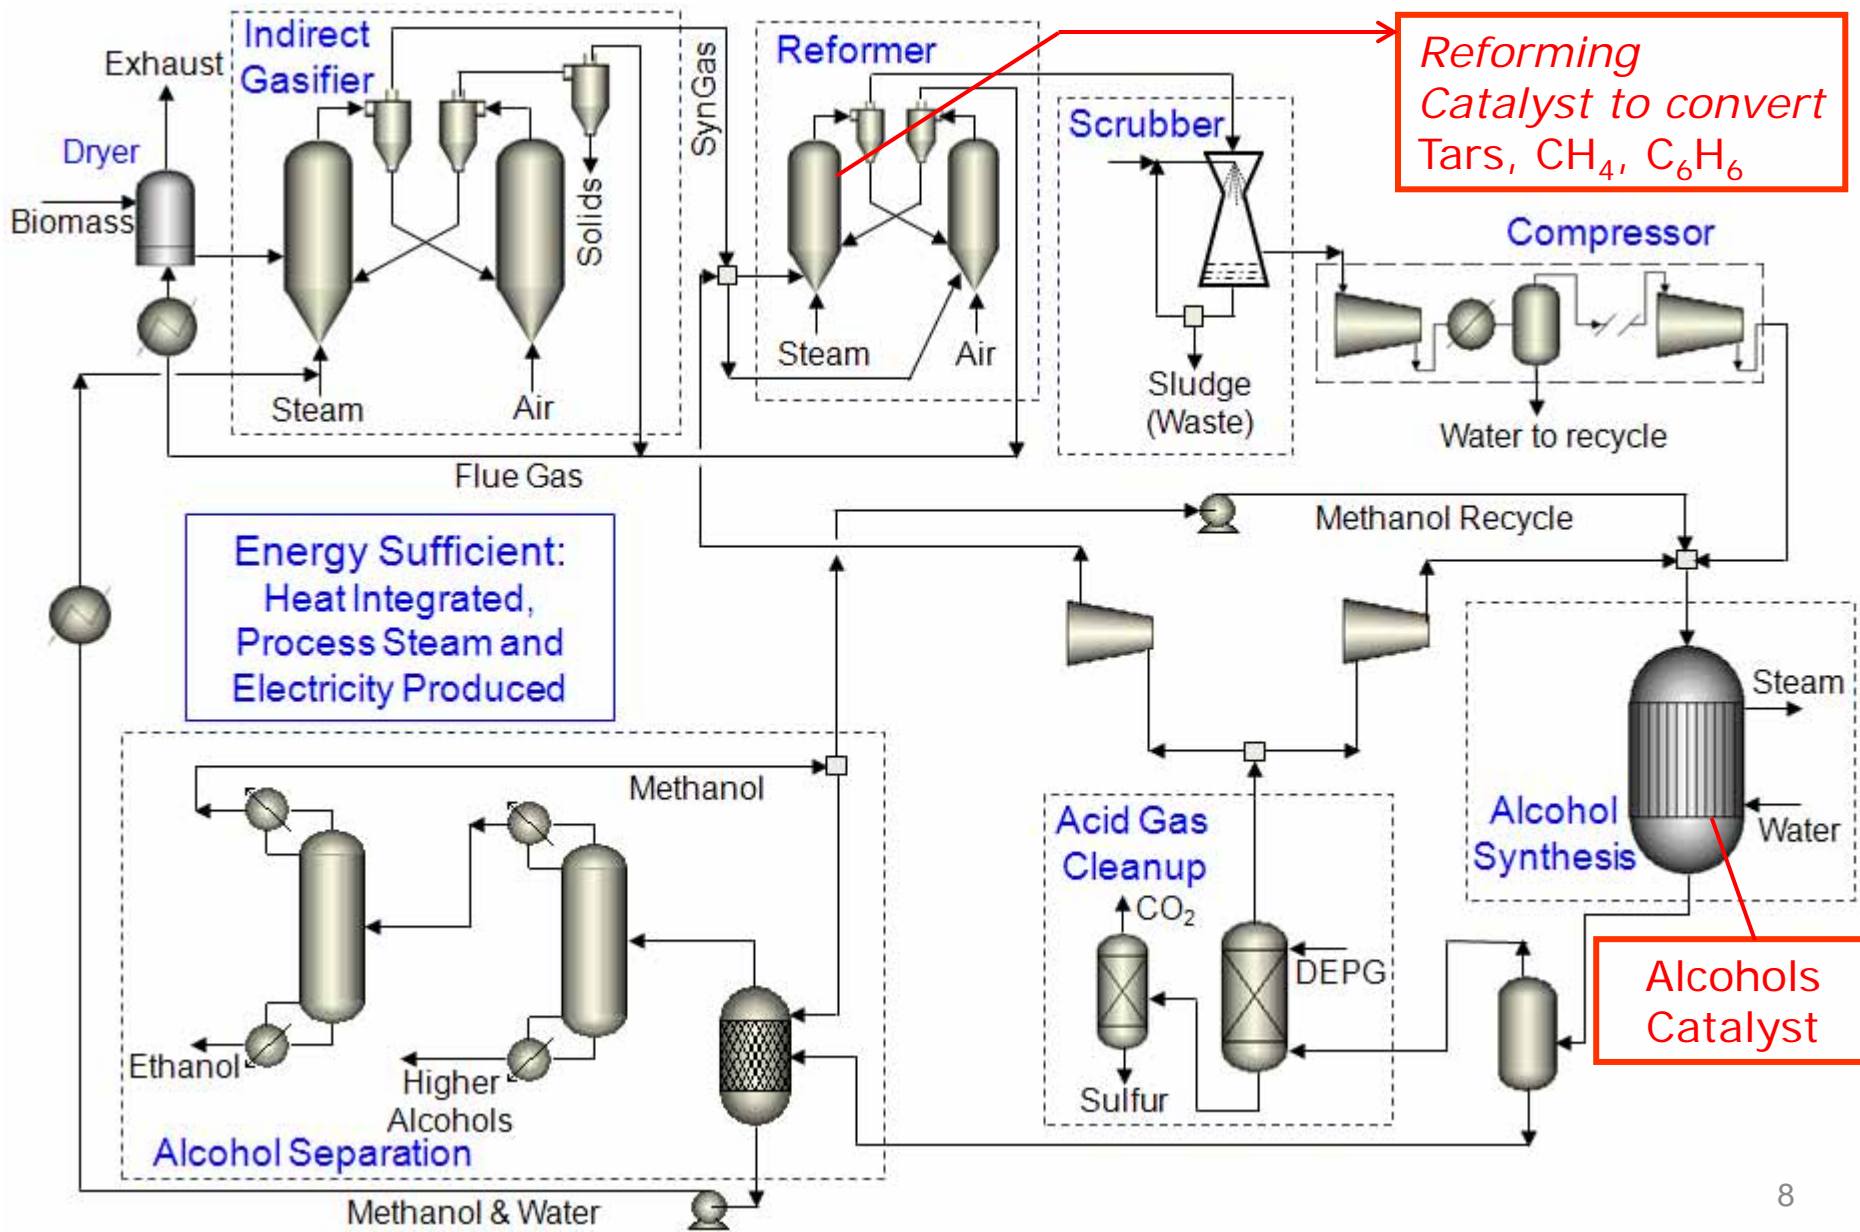 Indirect
Gasifier
Exhaust
Dryer
Biomass
Solids
SynGas
Steam
Air
Flue Gas
Reformer
Steam
Air
Reforming
Catalyst to convert
Tars, CH₄, C₆H₆
Scrubber
Sludge
(Waste)
Compressor
Water to recycle
Methanol Recycle
Energy Sufficient:
Heat Integrated,
Process Steam and
Electricity Produced
Steam
Water
Alcohol
Synthesis
Alcohols
Catalyst
Acid Gas
Cleanup
CO₂
DEPG
Sulfur
Methanol
Ethanol
Higher
Alcohols
Alcohol Separation
Methanol & Water
8